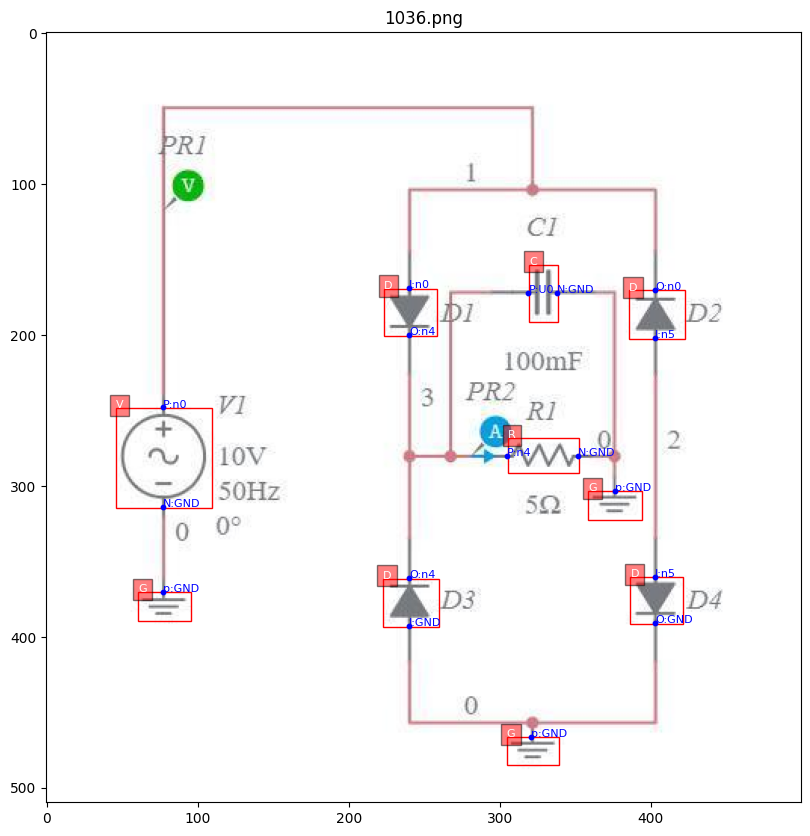 1036.png
0
100
200
300
400
500
0
100
200
300
400
PR1
V
1
C1
C
P:U0
N:GND
D
I:n0
O:n4
D1
D
O:n0
I:n5
D2
100mF
3
PR2
A
R1
R
P:n4
N:GND
0
2
5Ω
G
p:GND
V
P:n0
N:GND
V1
10V
50Hz
0°
0
G
p:GND
D
O:n4
I:GND
D3
D
I:n5
O:GND
D4
0
G
p:GND